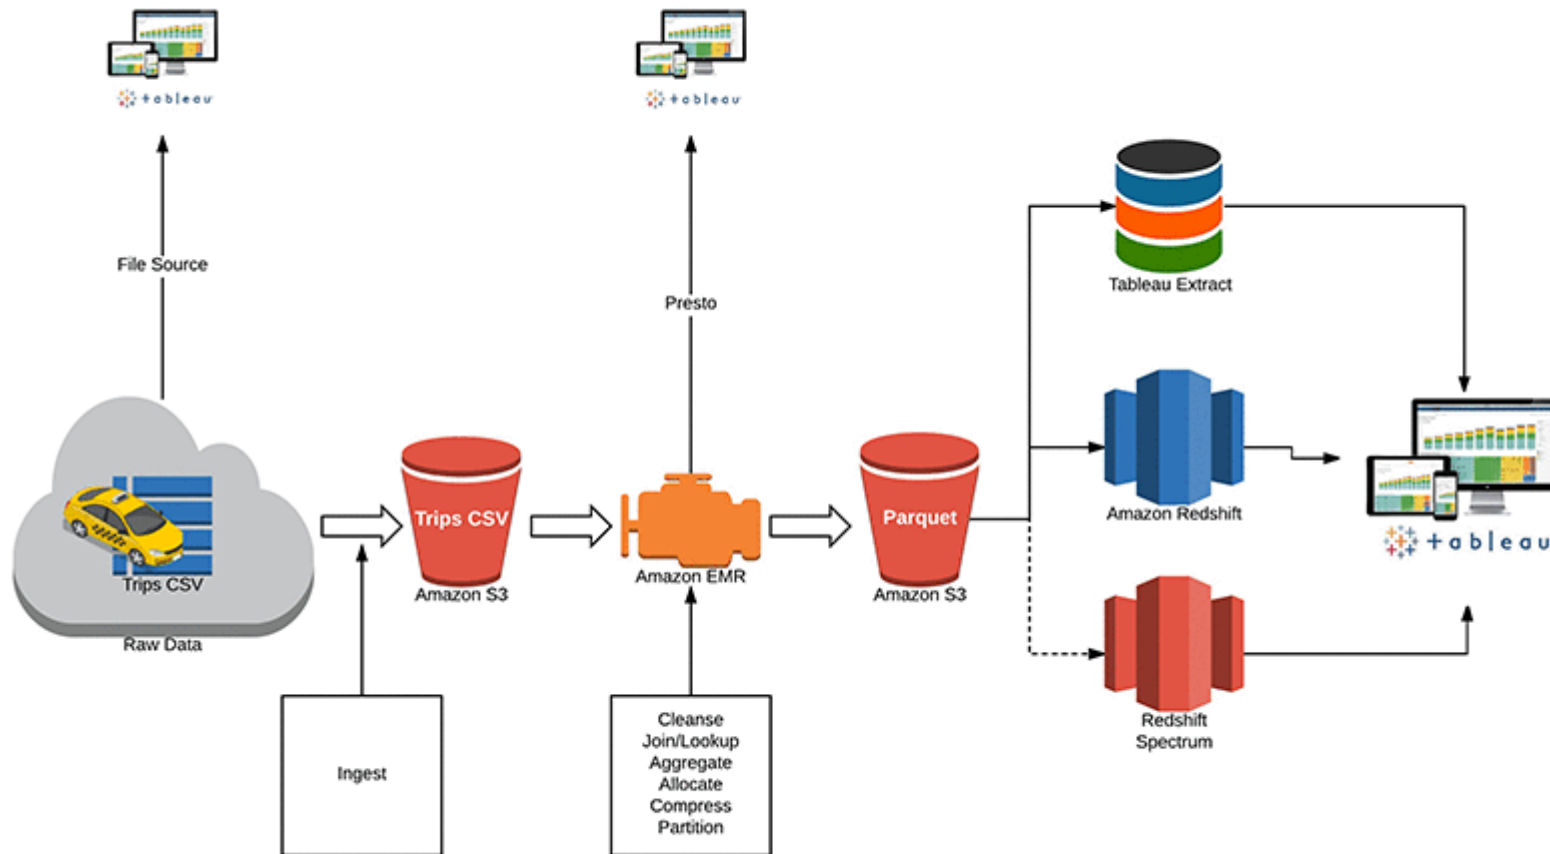 tableau
tableau
File Source
Presto
Tableau Extract
Trips CSV
Parquet
Amazon Redshift
tableau
Trips CSV
Amazon EMR
Amazon S3
Amazon S3
Raw Data
Redshift
Spectrum
Ingest
Cleanse
Join/Lookup
Aggregate
Allocate
Compress
Partition